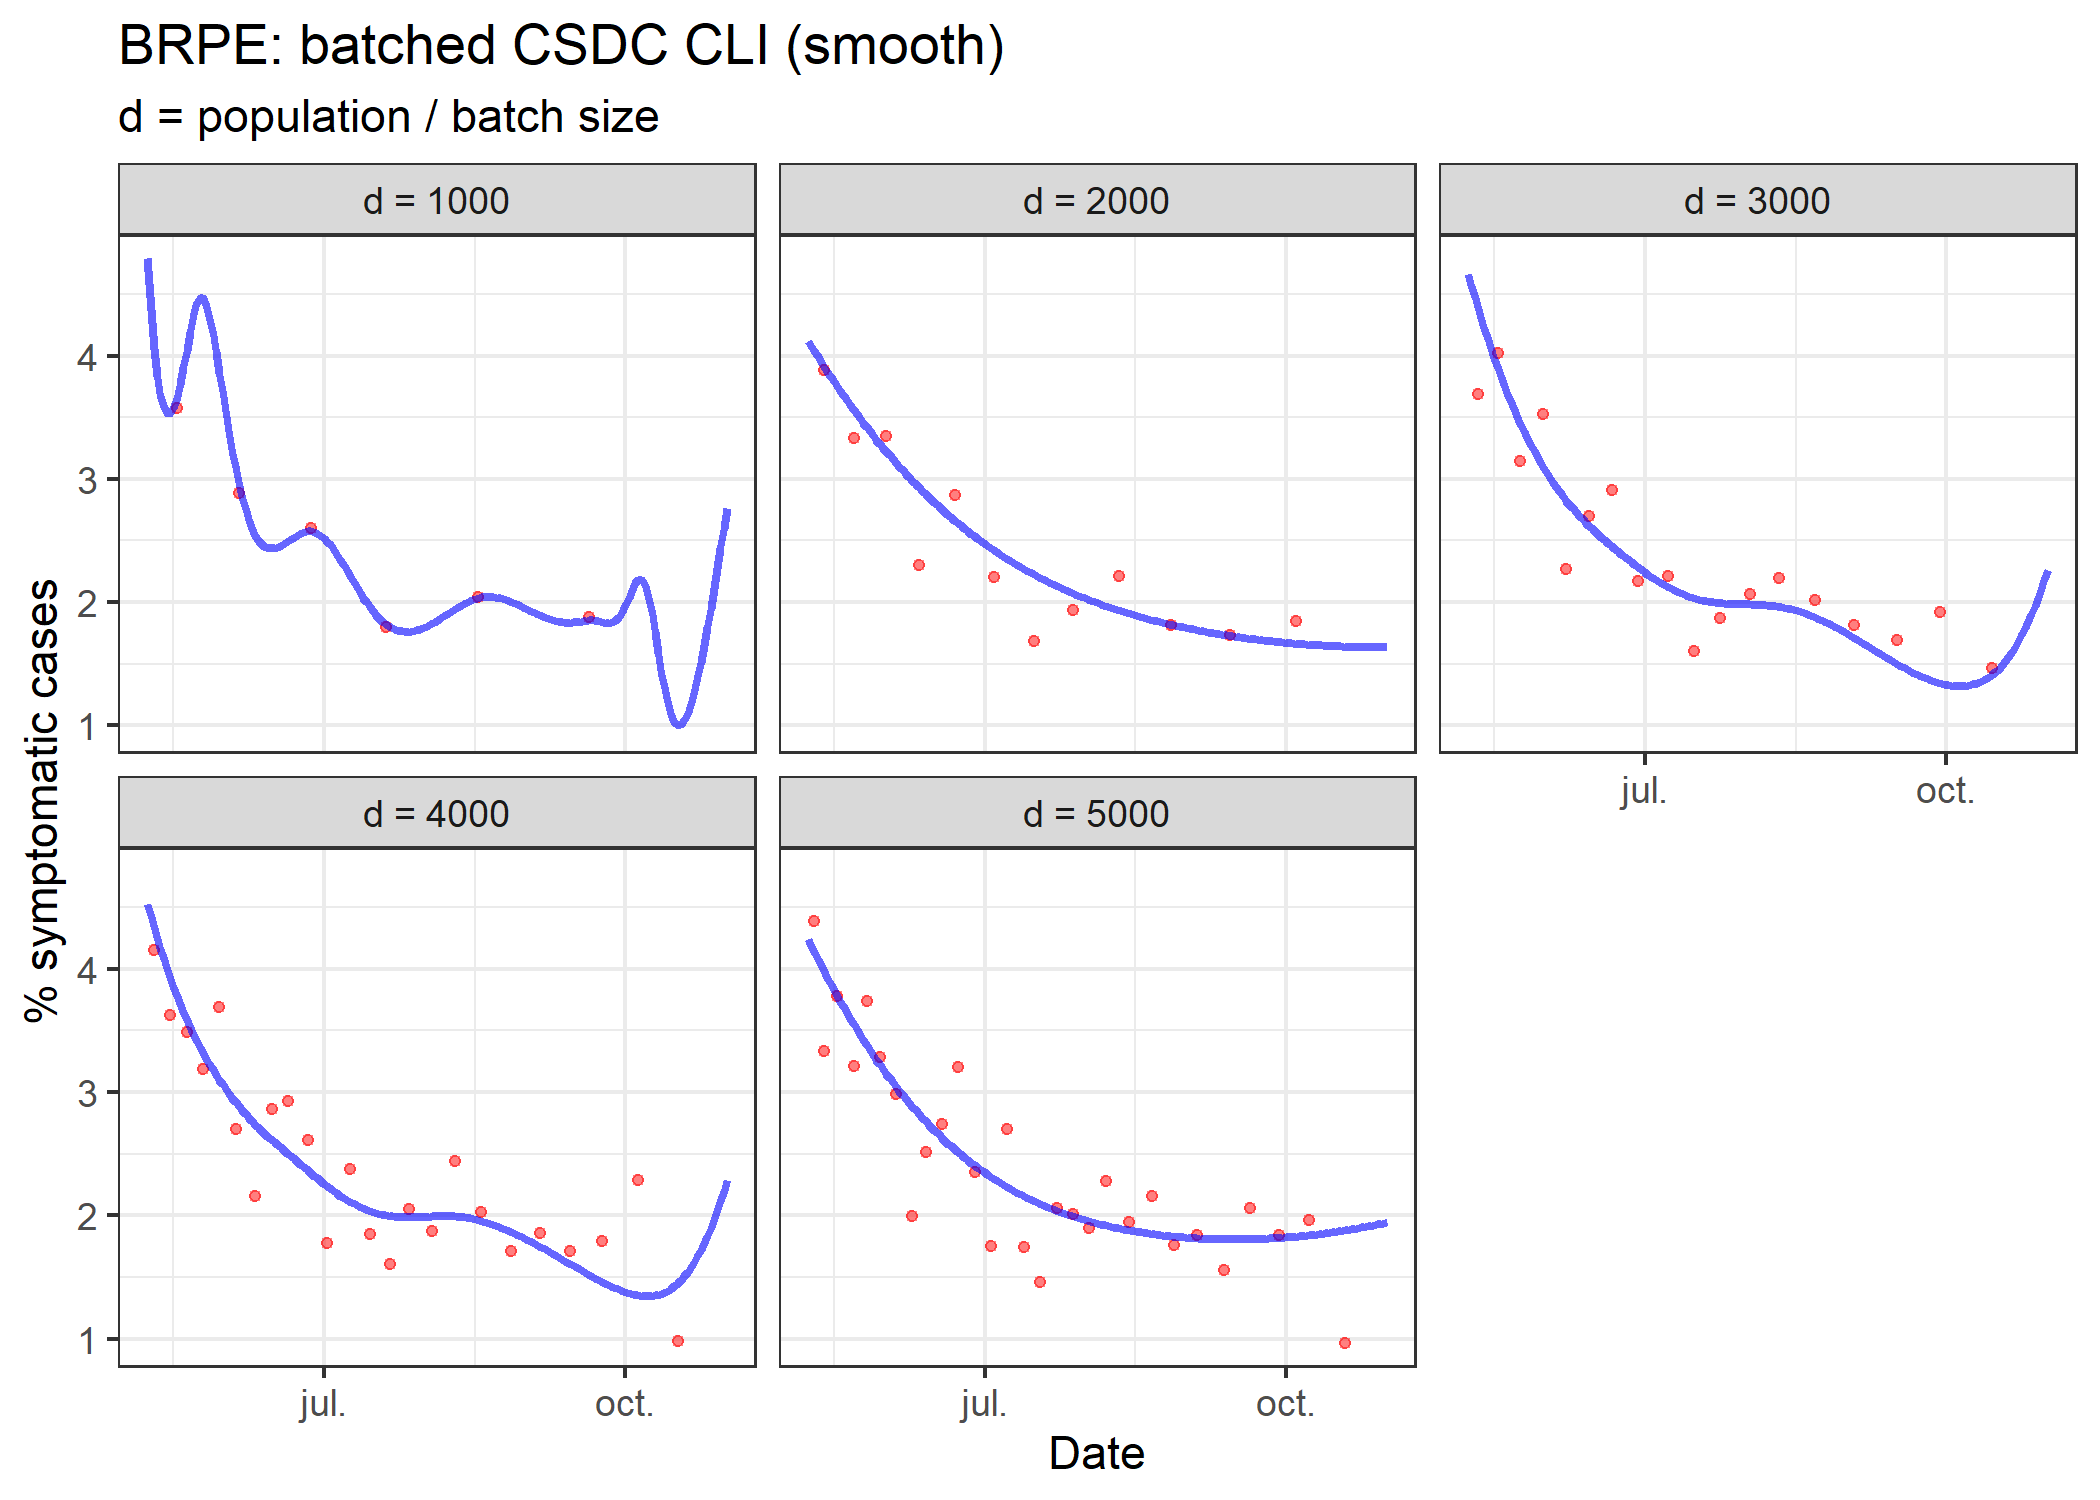 BRPE: batched CSDC CLI (smooth)
d = population / batch size
d = 1000
d = 2000
d = 3000
4
3
2
1
jul.
oct.
d = 4000
d = 5000
4
3
2
1
jul.
oct.
jul.
oct.
% symptomatic cases
Date